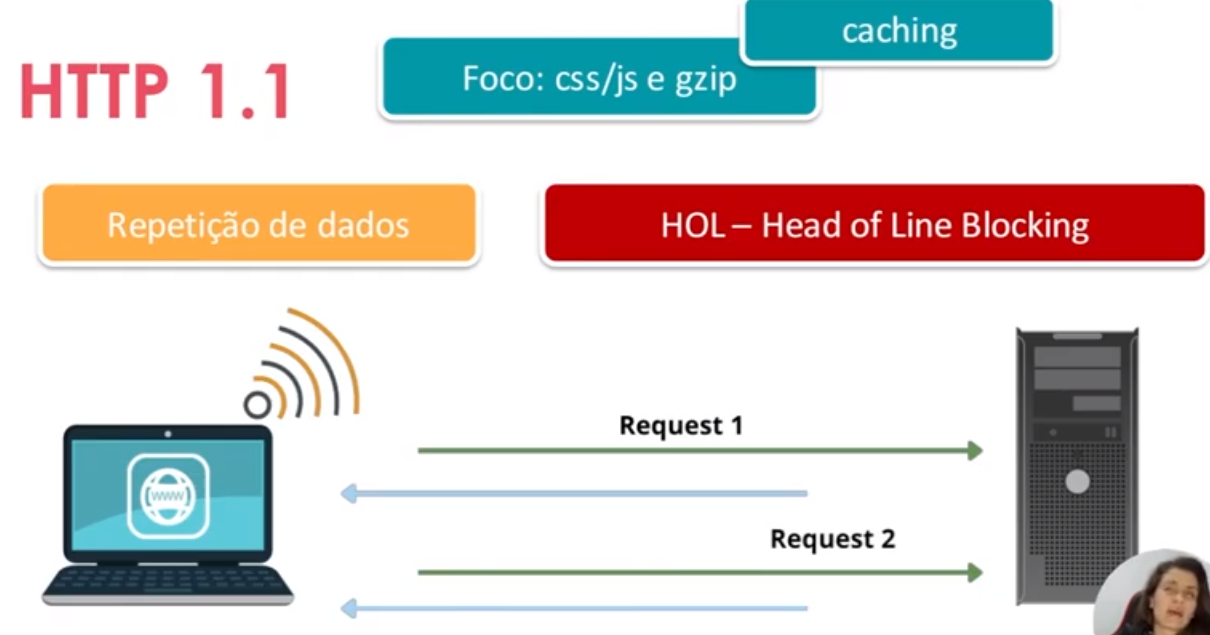 caching
HTTP 1.1
Foco: css/js e gzip
Repetição de dados
HOL – Head of Line Blocking
Request 1
www
Request 2